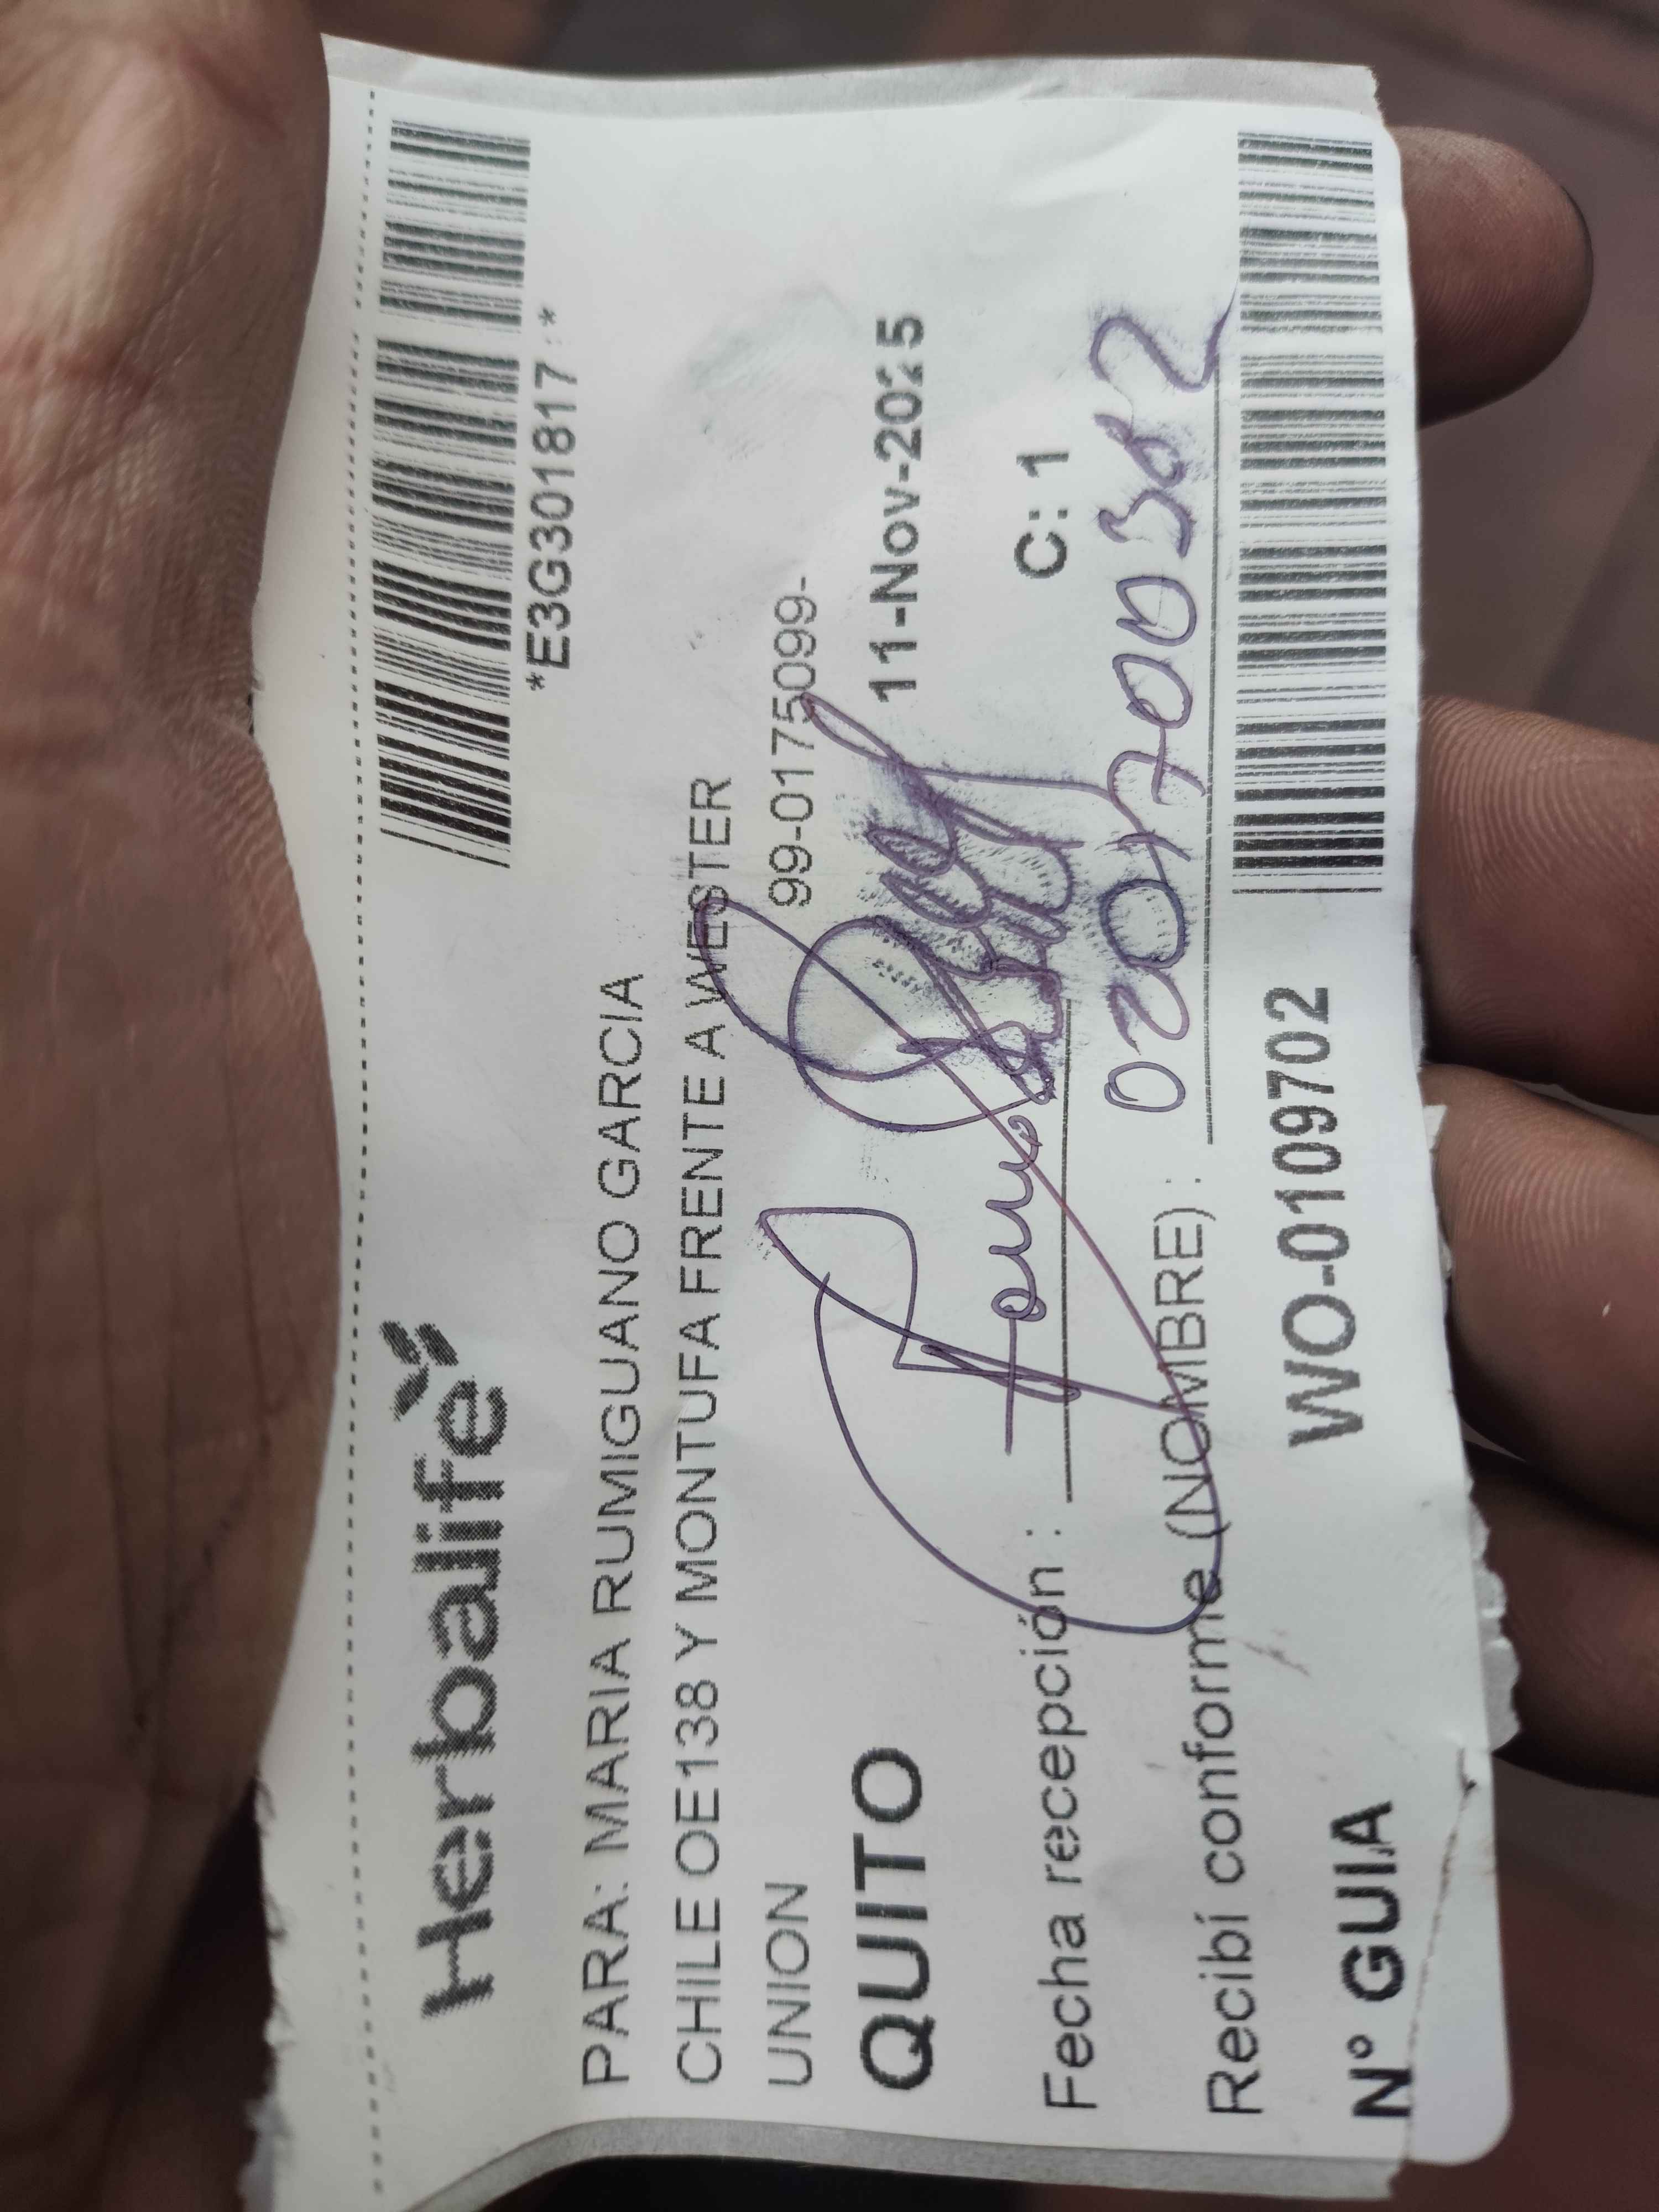 Herbalife
*E3G301817 *
PARA: MARIA RUMIGUANO GARCIA
CHILE OE138 Y MONTUFA FRENTE A WESTER
UNION
99-0175099-
QUITO
11-Nov-2025
Fecha recepción :
C: 1
Recibí conforme (NOMBRE) :
Nº GUIA
WO-0109702